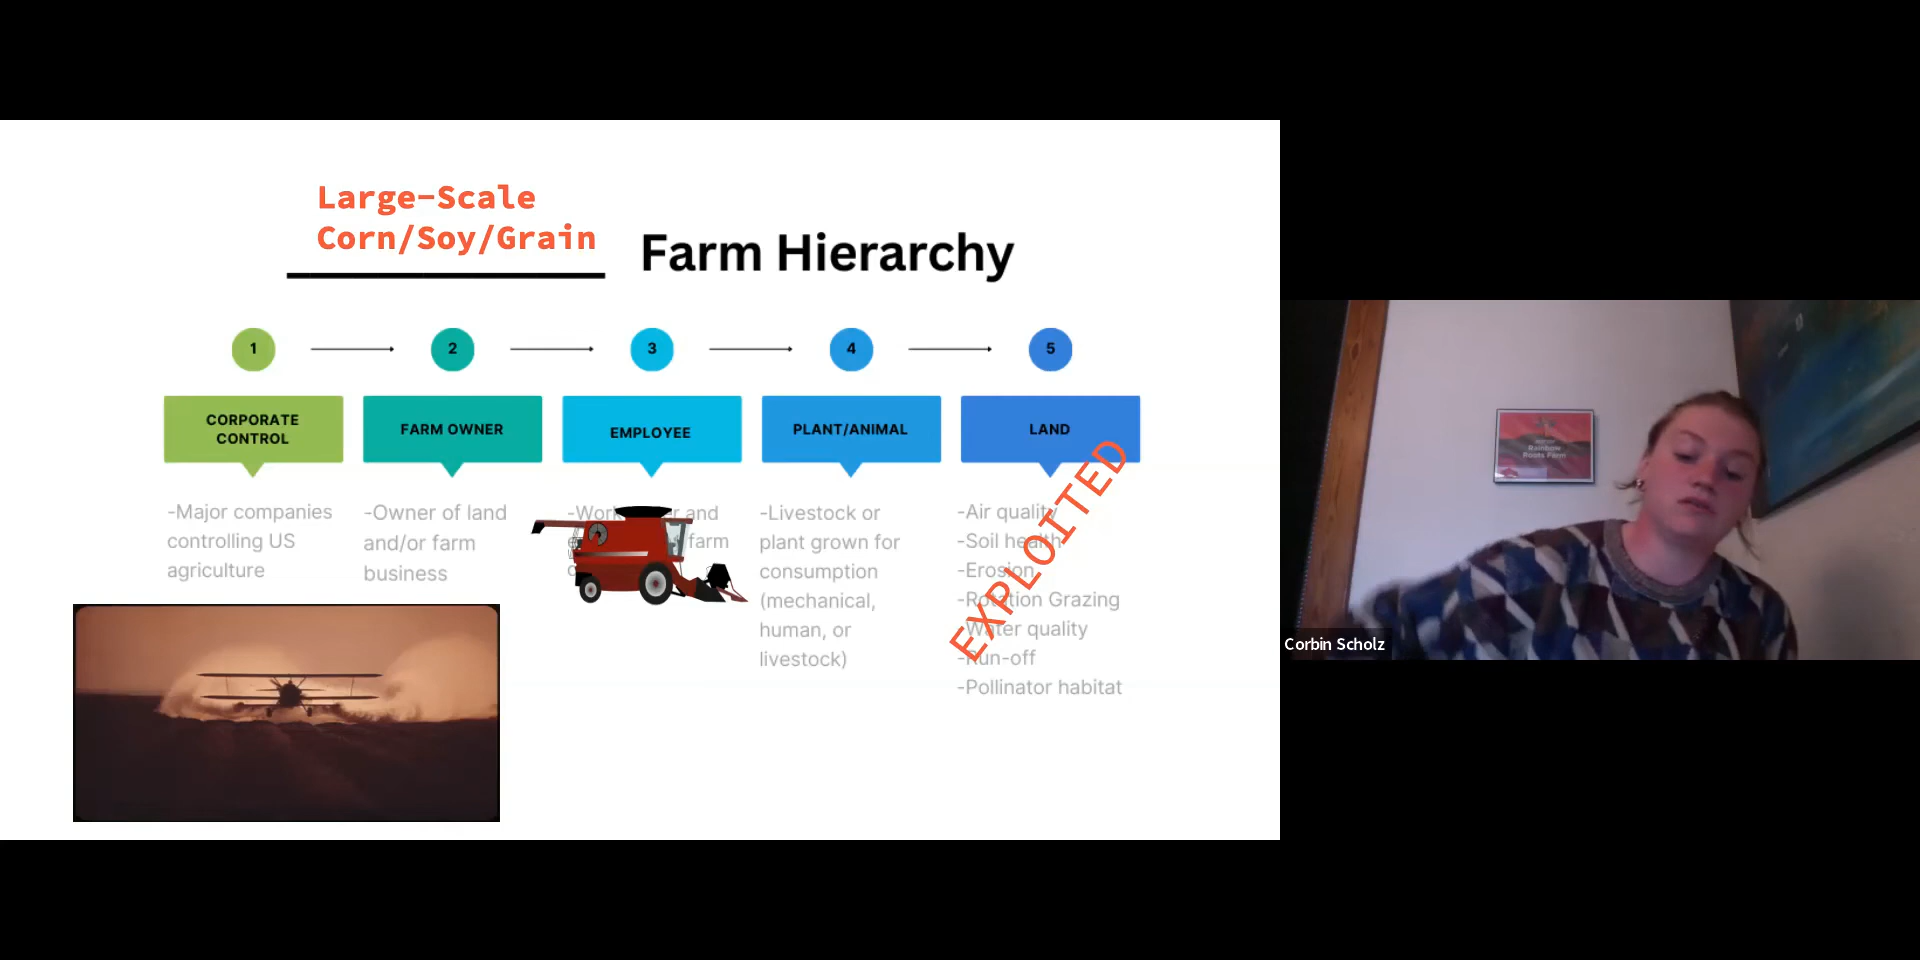 Large-Scale
Corn/Soy/Grain
Farm Hierarchy
1
2
3
4
5
CORPORATE
CONTROL
FARM OWNER
EMPLOYEE
PLANT/ANIMAL
LAND
-Major companies
controlling US
agriculture
-Owner of land
and/or farm
business
and
farm
-Livestock or
plant grown for
consumption
(mechanical,
human, or
livestock)
-Air quality
-Soil health
-Erosion
-Rotation Grazing
-Water quality
-Run-off
-Pollinator habitat
EXPLOITED
Rainbow
Roots Farm
Corbin Scholz